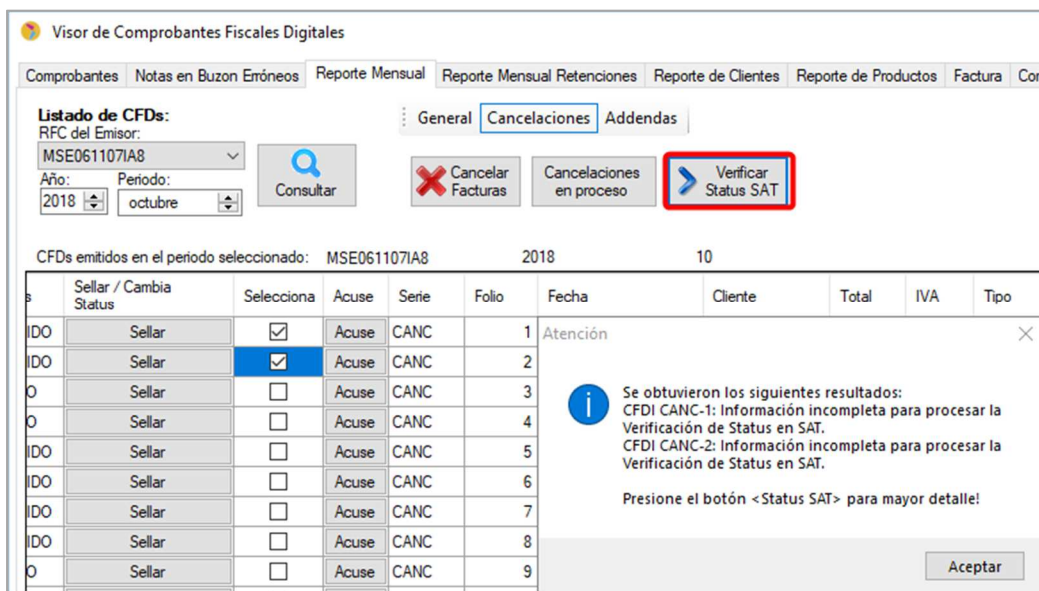 Visor de Comprobantes Fiscales Digitales
Comprobantes Notas en Buzon Erróneos Reporte Mensual Reporte Mensual Retenciones Reporte de Clientes Reporte de Productos Factura Cor
Listado de CFDs:
RFC del Emisor:
MSE061107IA8
Año: Periodo:
2018 octubre
Consultar
General Cancelaciones Addendas
Cancelar Facturas
Cancelaciones en proceso
Verificar Status SAT
CFDs emitidos en el periodo seleccionado: MSE061107IA8 2018 10
s Sellar / Cambia Status Selecciona Acuse Serie Folio Fecha Cliente Total IVA Tipo
IDO Sellar Acuse CANC 1
IDO Sellar Acuse CANC 2
O Sellar Acuse CANC 3
O Sellar Acuse CANC 4
IDO Sellar Acuse CANC 5
IDO Sellar Acuse CANC 6
IDO Sellar Acuse CANC 7
IDO Sellar Acuse CANC 8
O Sellar Acuse CANC 9
Atención
Se obtuvieron los siguientes resultados:
CFDI CANC-1: Información incompleta para procesar la
Verificación de Status en SAT.
CFDI CANC-2: Información incompleta para procesar la
Verificación de Status en SAT.
Presione el botón <Status SAT> para mayor detalle!
Aceptar